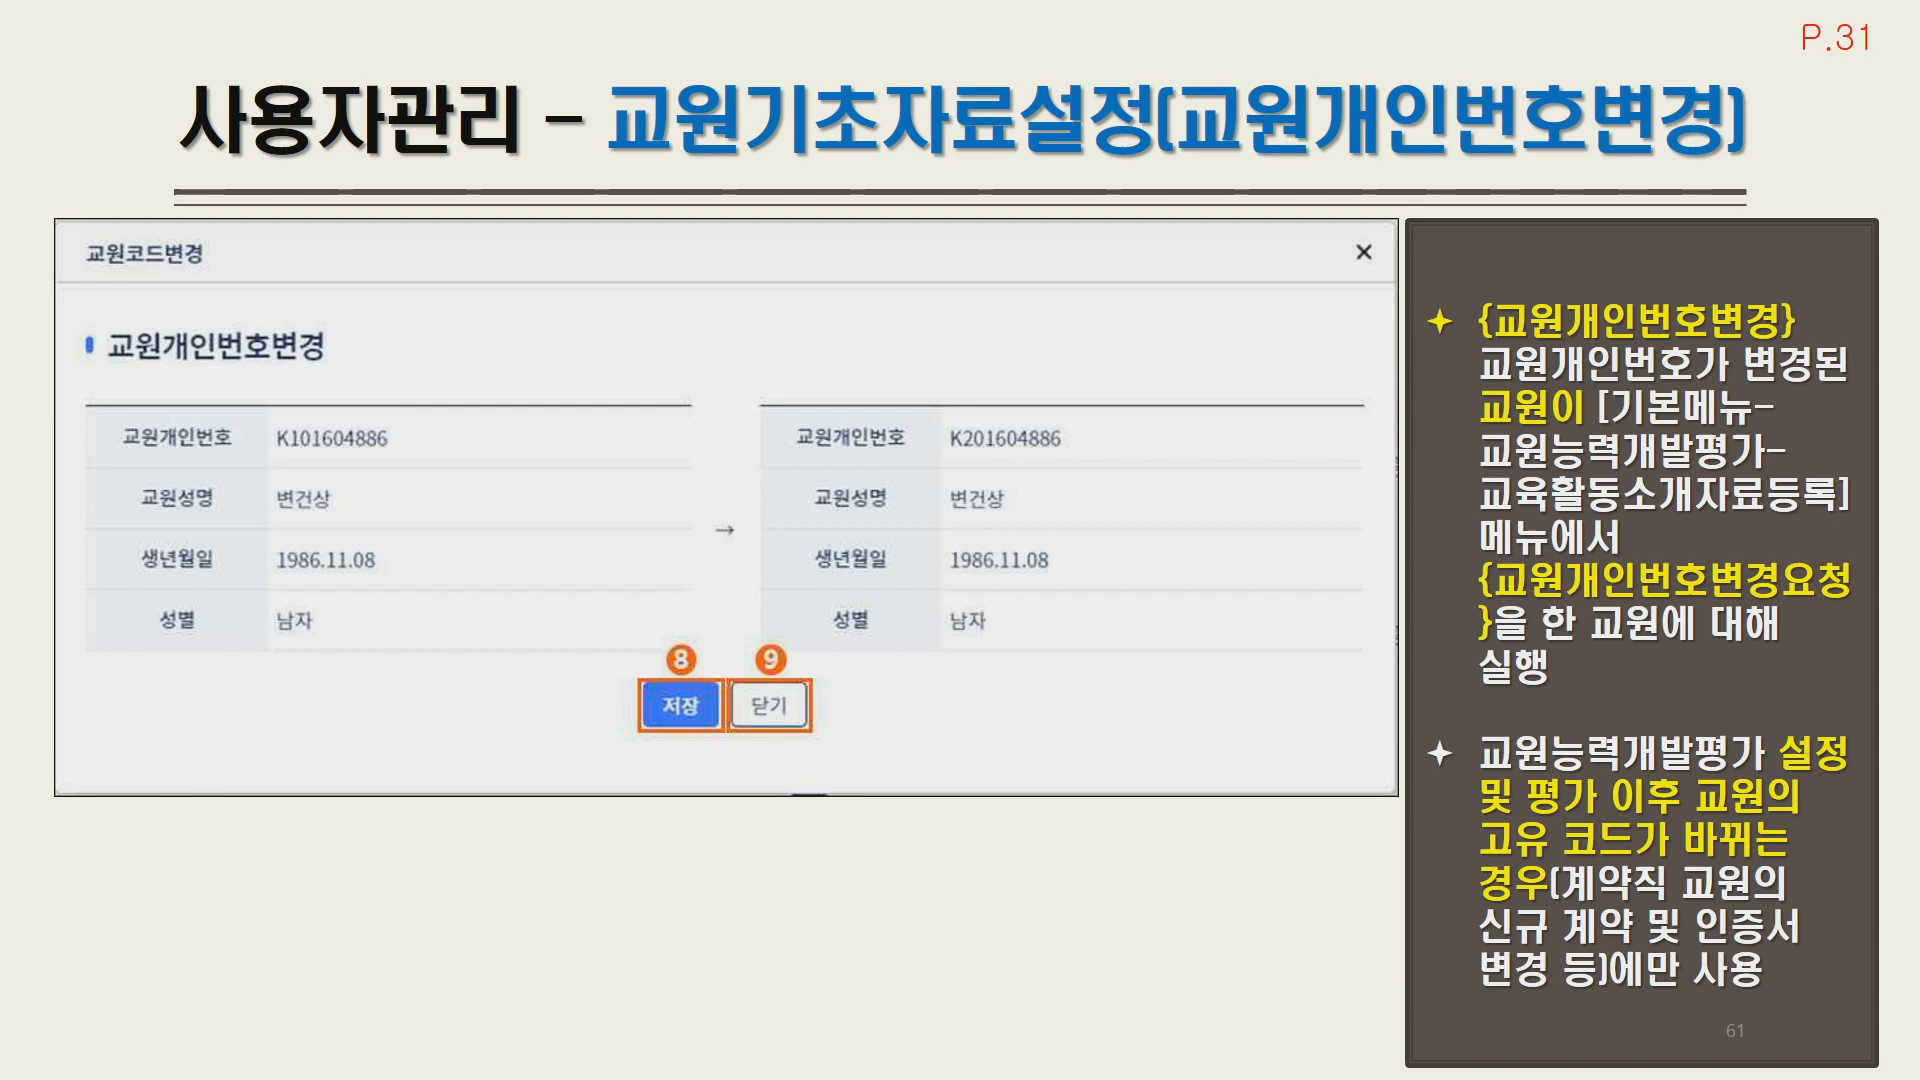 P.31
사용자관리 - 교원기초자료설정(교원개인번호변경)
교원코드변경 ×
교원개인번호변경
교원개인번호 K101604886 교원개인번호 K201604886
교원성명 변건상 교원성명 변건상
→
생년월일 1986.11.08 생년월일 1986.11.08
성별 남자 성별 남자
8 9
저장 닫기
{교원개인번호변경}
교원개인번호가 변경된
교원이 [기본메뉴-
교원능력개발평가-
교육활동소개자료등록]
메뉴에서
{교원개인번호변경요청
}을 한 교원에 대해
실행
교원능력개발평가 설정
및 평가 이후 교원의
고유 코드가 바뀌는
경우(계약직 교원의
신규 계약 및 인증서
변경 등)에만 사용
61